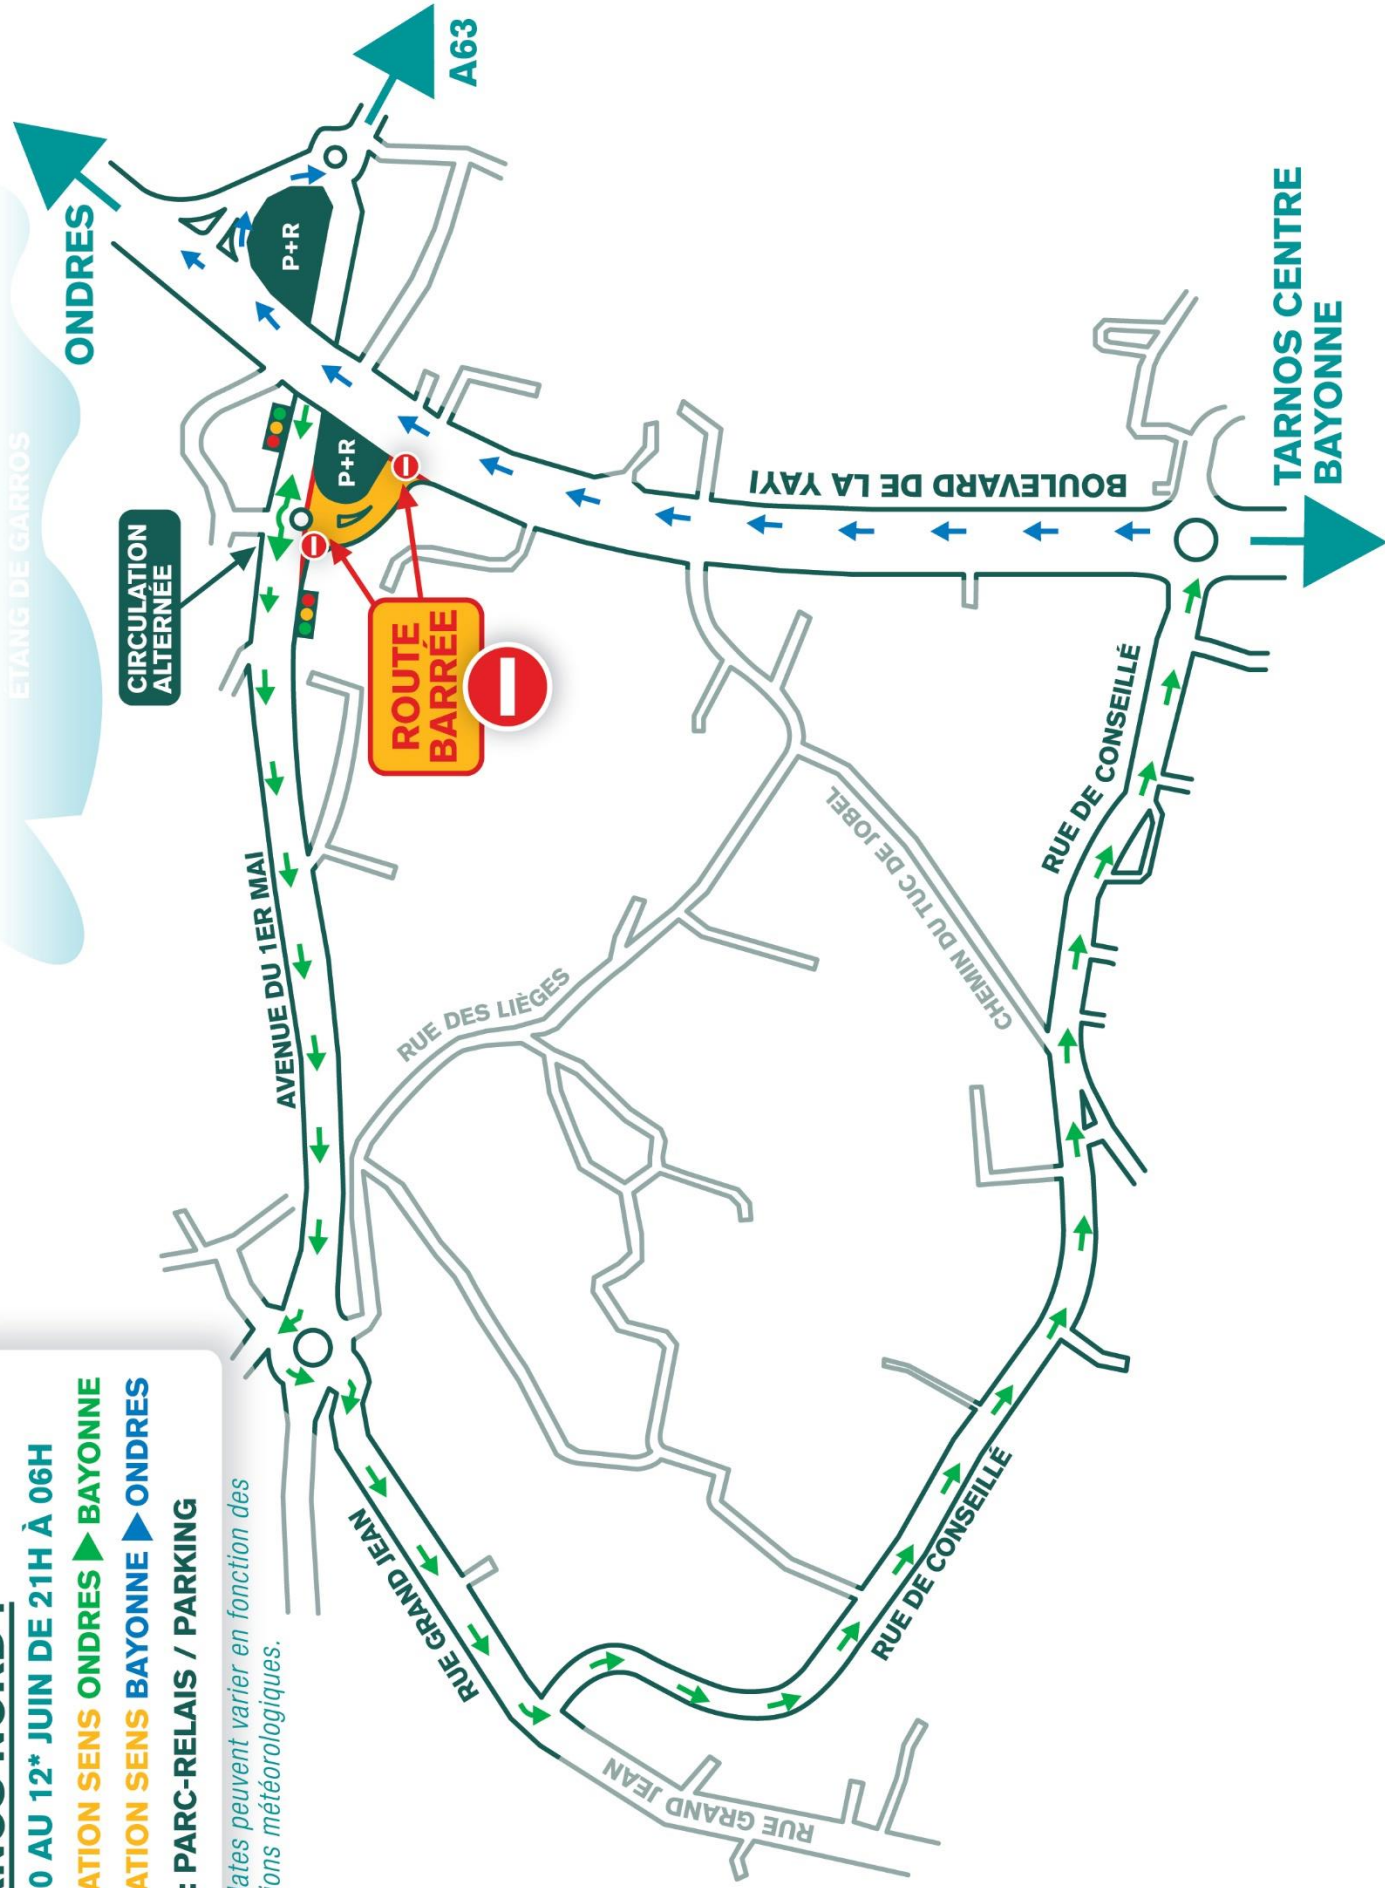 0 AU 12* JUIN DE 21H À 06H
ATION SENS ONDRES ▶ BAYONNE
ATION SENS BAYONNE ▶ ONDRES
: PARC-RELAIS / PARKING
dates peuvent varier en fonction des
ions météorologiques.
ETANG DE GARROS
ONDRES
A63
CIRCULATION
ALTERNÉE
P+R
P+R
ROUTE
BARRÉE
AVENUE DU 1ER MAI
RUE DES LIÈGES
RUE GRAND JEAN
RUE GRAND JEAN
CHEMIN DU TUC DE JOBEL
BOULEVARD DE LA YAYI
RUE DE CONSEILLÉ
RUE DE CONSEILLÉ
TARNOS CENTRE
BAYONNE